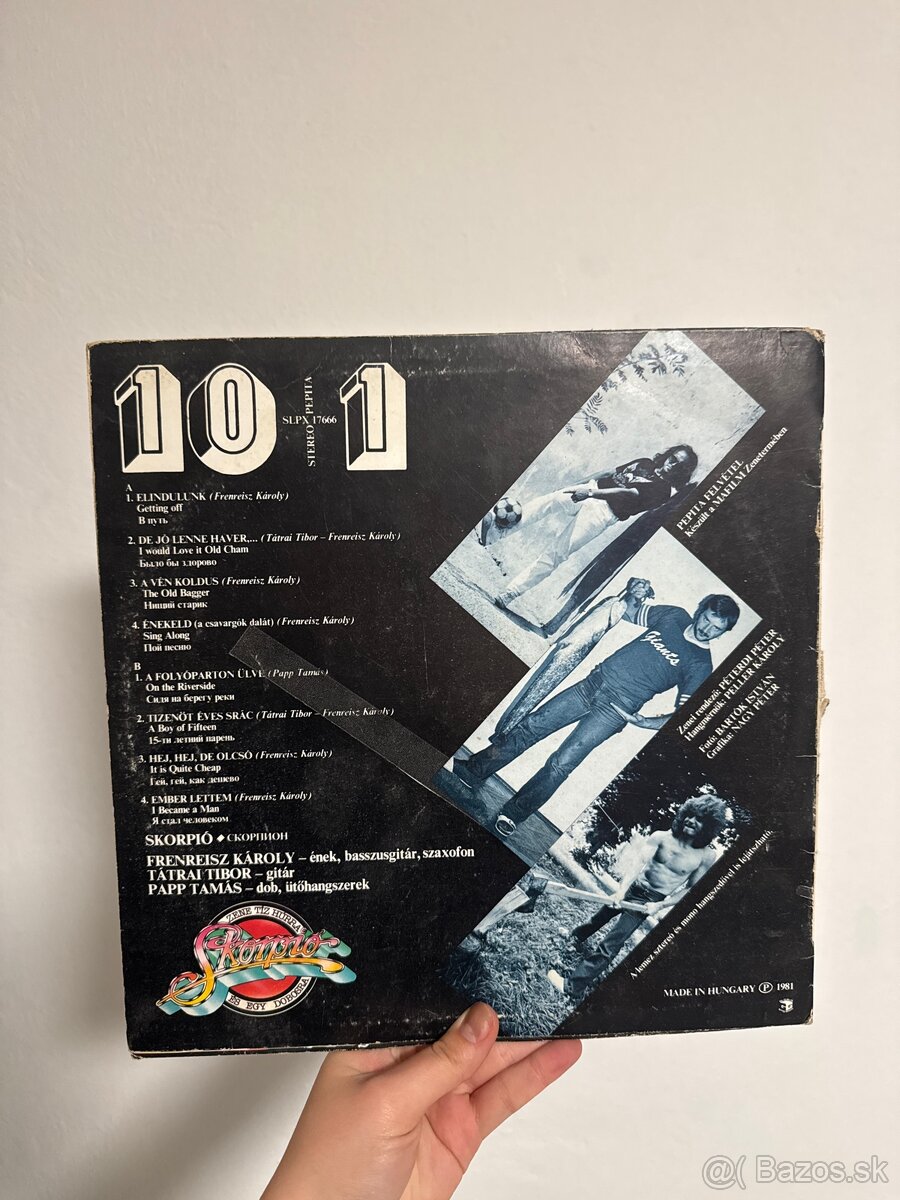 10 1
SLPX 17666
STEREO PEPITA
A
1. ELINDULUNK (Frenreisz Károly)
Getting off
В путь
2. DE JÓ LENNE HAVER,... (Tátrai Tibor – Frenreisz Károly)
I would Love it Old Cham
Было бы здорово
3. A VÉN KOLDUS (Frenreisz Károly)
The Old Bagger
Нищий старик
4. ÉNEKELD (a csavargók dalát) (Frenreisz Károly)
Sing Along
Пой песню
B
1. A FOLYÓPARTON ÜLVE (Papp Tamás)
On the Riverside
Сидя на берегу реки
2. TIZENÖT ÉVES SRÁC (Tátrai Tibor – Frenreisz Károly)
A Boy of Fifteen
15-ти летний парень
3. HEJ, HEJ, DE OLCSÓ (Frenreisz Károly)
It is Quite Cheap
Гей, гей, как дешево
4. EMBER LETTEM (Frenreisz Károly)
I Became a Man
Я стал человеком
SKORPIÓ ◆ СКОРПИОН
FRENREISZ KÁROLY – ének, basszusgitár, szaxofon
TÁTRAI TIBOR – gitár
PAPP TAMÁS – dob, ütőhangszerek
ZENE TÍZ HÚRRA
Skorpió
ÉS EGY DOBOSRA
PEPITA FELVÉTEL
Készült a MAFILM Zenetermében
Giants
Zenei rendező: PÉTERDI PÉTER
Hangmérnök: PELLER KÁROLY
Fotó: BARTOK ISTVÁN
Grafika: NAGY PÉTER
A lemez sztereó és mono hangszedővel is lejátszható.
MADE IN HUNGARY Ⓟ 1981
@( Bazos.sk